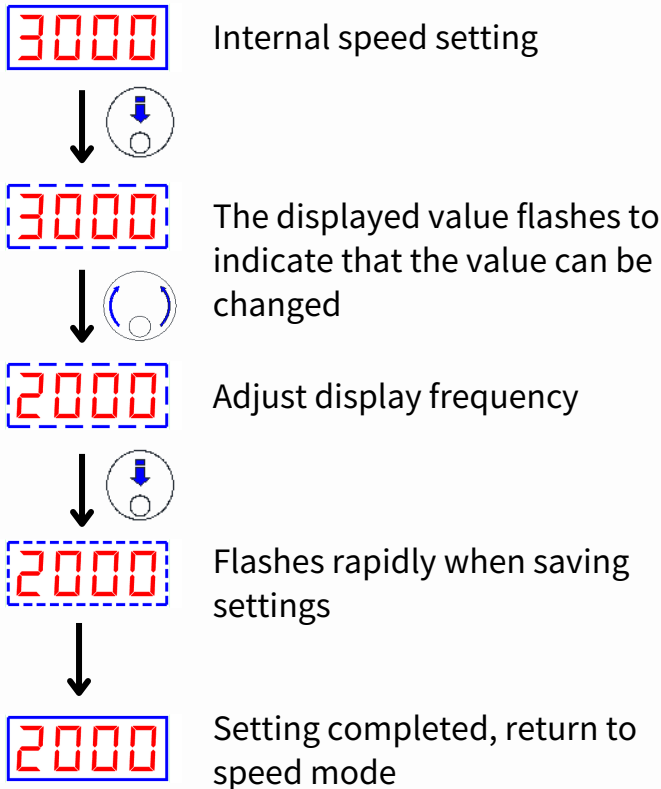 3000
Internal speed setting
3000
The displayed value flashes to
indicate that the value can be
changed
2000
Adjust display frequency
2000
Flashes rapidly when saving
settings
2000
Setting completed, return to
speed mode